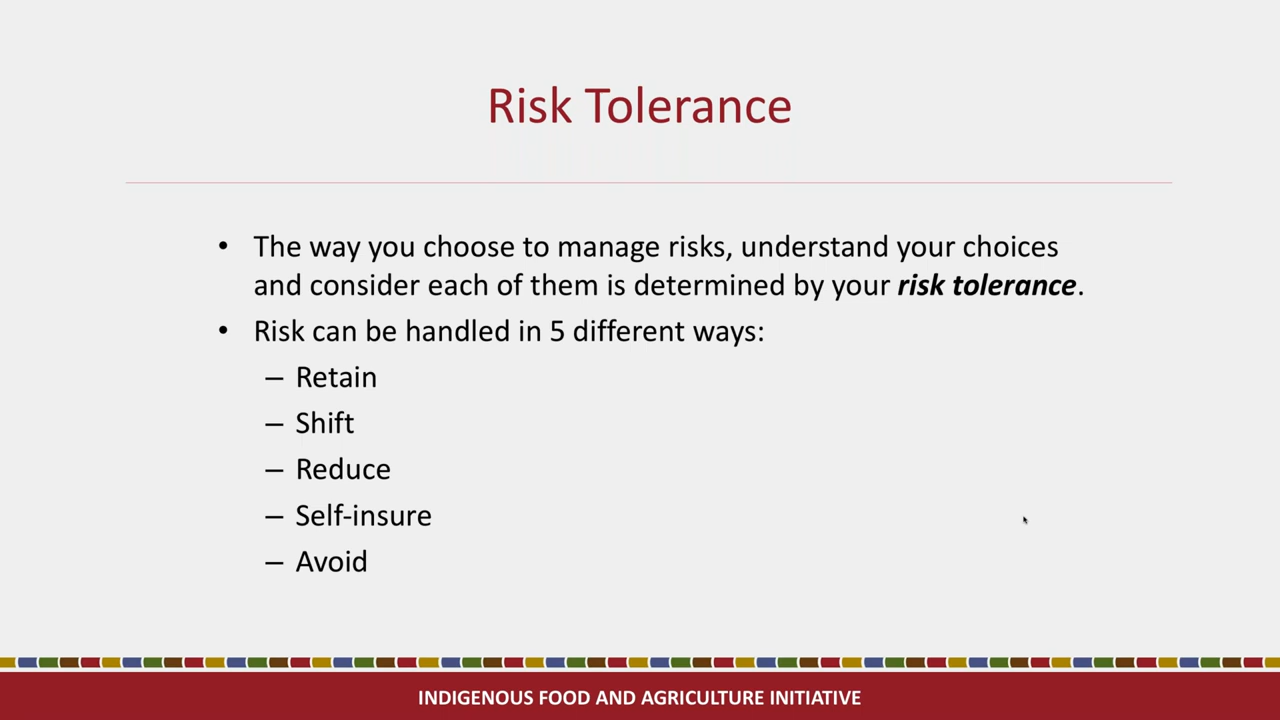 Risk Tolerance
• The way you choose to manage risks, understand your choices
and consider each of them is determined by your risk tolerance.
• Risk can be handled in 5 different ways:
– Retain
– Shift
– Reduce
– Self-insure
– Avoid
INDIGENOUS FOOD AND AGRICULTURE INITIATIVE